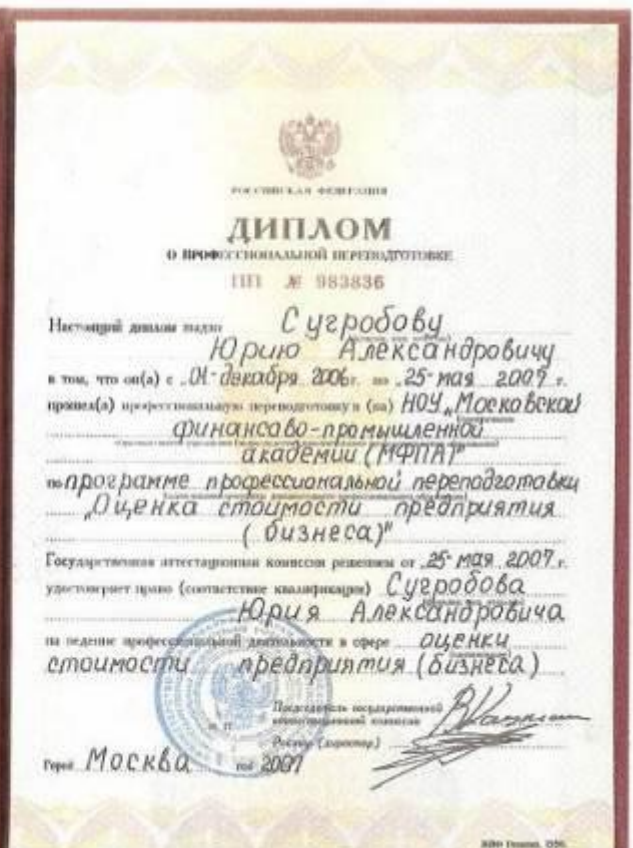 РОССИЙСКАЯ ФЕДЕРАЦИЯ
ДИПЛОМ
О ПРОФЕССИОНАЛЬНОЙ ПЕРЕПОДГОТОВКЕ
ПП № 983836
Настоящий диплом выдан Сугробову
Юрию Александровичу
в том, что он(а) с „01“ декабря 2006г. по „25“ мая 2007 г.
прошел(а) профессиональную переподготовку в (на) НОУ „Московской
финансово-промышленной
академии (МФПА)“
по программе профессиональной переподготовки
„Оценка стоимости предприятия
(бизнеса)“
Государственная аттестационная комиссия решением от „25“ мая 2007 г.
удостоверяет право (соответствие квалификации) Сугробова
Юрия Александровича
на ведение профессиональной деятельности в сфере оценки
стоимости предприятия (бизнеса)
Председатель государственной
аттестационной комиссии
Ректор (директор)
Город Москва год 2007